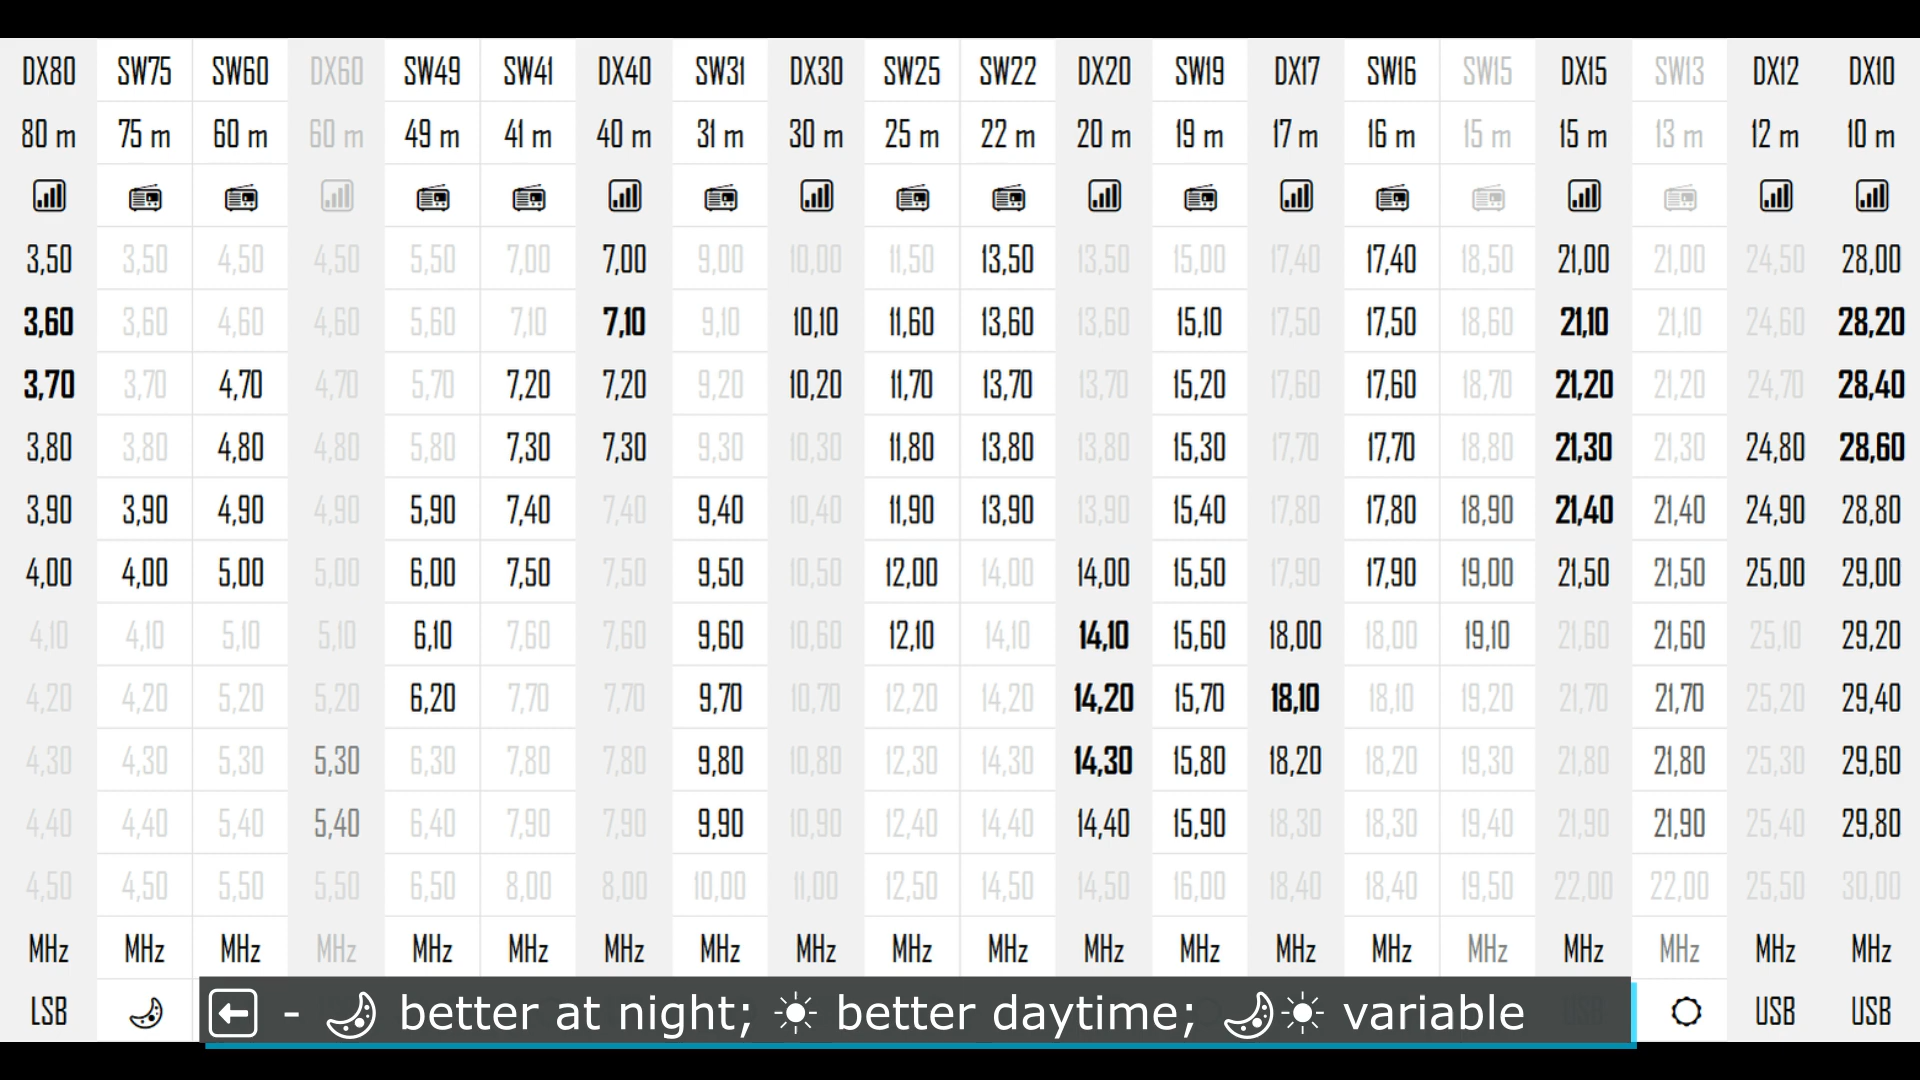 DX80 SW75 SW60 DX60 SW49 SW41 DX40 SW31 DX30 SW25 SW22 DX20 SW19 DX17 SW16 SW15 DX15 SW13 DX12 DX10
80 m 75 m 60 m 60 m 49 m 41 m 40 m 31 m 30 m 25 m 22 m 20 m 19 m 17 m 16 m 15 m 15 m 13 m 12 m 10 m
3,50 3,50 4,50 4,50 5,50 7,00 7,00 9,00 10,00 11,50 13,50 13,50 15,00 17,40 17,40 18,50 21,00 21,00 24,50 28,00
3,60 3,60 4,60 4,60 5,60 7,10 7,10 9,10 10,10 11,60 13,60 13,60 15,10 17,50 17,50 18,60 21,10 21,10 24,60 28,20
3,70 3,70 4,70 4,70 5,70 7,20 7,20 9,20 10,20 11,70 13,70 13,70 15,20 17,60 17,60 18,70 21,20 21,20 24,70 28,40
3,80 3,80 4,80 4,80 5,80 7,30 7,30 9,30 10,30 11,80 13,80 13,80 15,30 17,70 17,70 18,80 21,30 21,30 24,80 28,60
3,90 3,90 4,90 4,90 5,90 7,40 7,40 9,40 10,40 11,90 13,90 13,90 15,40 17,80 17,80 18,90 21,40 21,40 24,90 28,80
4,00 4,00 5,00 5,00 6,00 7,50 7,50 9,50 10,50 12,00 14,00 14,00 15,50 17,90 17,90 19,00 21,50 21,50 25,00 29,00
4,10 4,10 5,10 5,10 6,10 7,60 7,60 9,60 10,60 12,10 14,10 14,10 15,60 18,00 18,00 19,10 21,60 21,60 25,10 29,20
4,20 4,20 5,20 5,20 6,20 7,70 7,70 9,70 10,70 12,20 14,20 14,20 15,70 18,10 18,10 19,20 21,70 21,70 25,20 29,40
4,30 4,30 5,30 5,30 6,30 7,80 7,80 9,80 10,80 12,30 14,30 14,30 15,80 18,20 18,20 19,30 21,80 21,80 25,30 29,60
4,40 4,40 5,40 5,40 6,40 7,90 7,90 9,90 10,90 12,40 14,40 14,40 15,90 18,30 18,30 19,40 21,90 21,90 25,40 29,80
4,50 4,50 5,50 5,50 6,50 8,00 8,00 10,00 11,00 12,50 14,50 14,50 16,00 18,40 18,40 19,50 22,00 22,00 25,50 30,00
MHz MHz MHz MHz MHz MHz MHz MHz MHz MHz MHz MHz MHz MHz MHz MHz MHz MHz MHz MHz
LSB - better at night; better daytime; variable USB USB USB